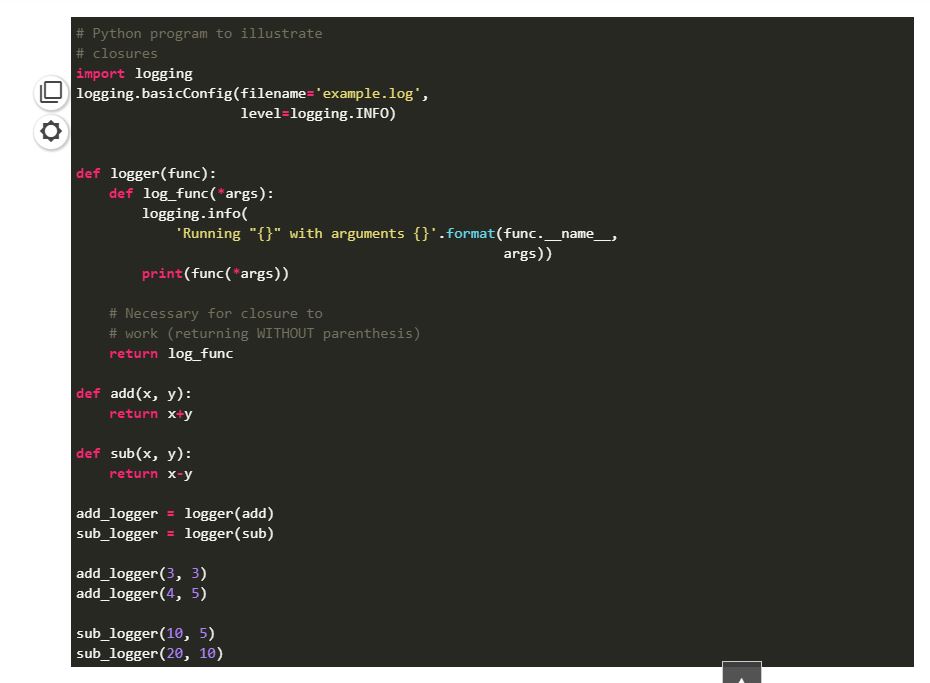 # Python program to illustrate
# closures
import logging
logging.basicConfig(filename='example.log',
                    level=logging.INFO)
def logger(func):
    def log_func(*args):
        logging.info(
            'Running "{}" with arguments {}'.format(func.__name__,
                                                    args))
        print(func(*args))
    # Necessary for closure to
    # work (returning WITHOUT parenthesis)
    return log_func
def add(x, y):
    return x+y
def sub(x, y):
    return x-y
add_logger = logger(add)
sub_logger = logger(sub)
add_logger(3, 3)
add_logger(4, 5)
sub_logger(10, 5)
sub_logger(20, 10)